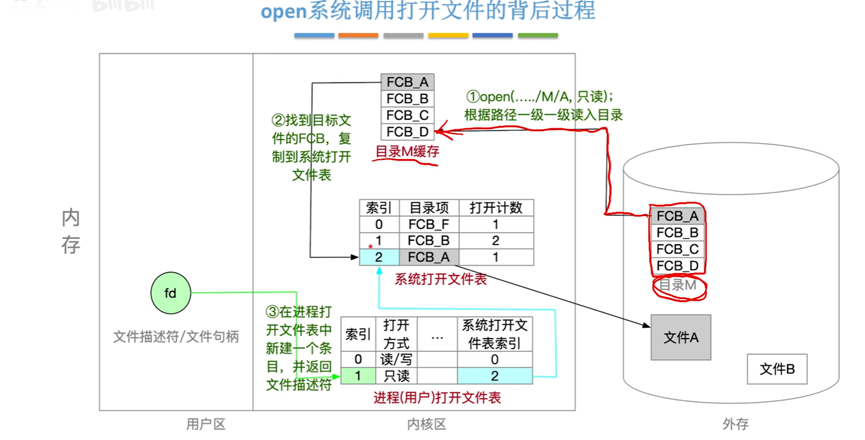 bilibili
open系统调用打开文件的背后过程
FCB_A
FCB_B
FCB_C
FCB_D
目录M缓存
①open(...../M/A, 只读);
根据路径一级一级读入目录
②找到目标文
件的FCB，复
制到系统打开
文件表
内
存
索引 目录项 打开计数
0 FCB_F 1
1 FCB_B 2
2 FCB_A 1
系统打开文件表
FCB_A
FCB_B
FCB_C
FCB_D
目录M
fd
文件描述符/文件句柄
③在进程打
开文件表中
新建一个条
目，并返回
文件描述符
索引 打开
方式 … 系统打开文
件表索引
0 读/写 0
1 只读 2
进程(用户)打开文件表
文件A
文件B
用户区
内核区
外存